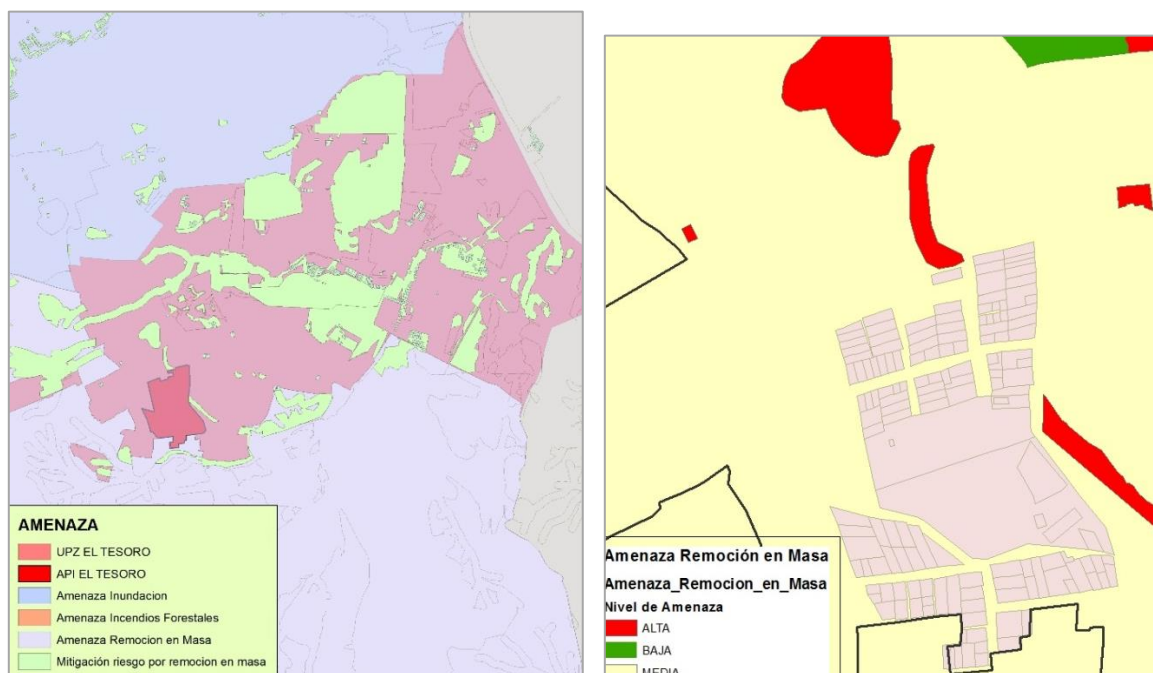 AMENAZA
UPZ EL TESORO
API EL TESORO
Amenaza Inundacion
Amenaza Incendios Forestales
Amenaza Remocion en Masa
Mitigación riesgo por remocion en masa
Amenaza Remoción en Masa
Amenaza_Remocion_en_Masa
Nivel de Amenaza
ALTA
BAJA
MEDIA